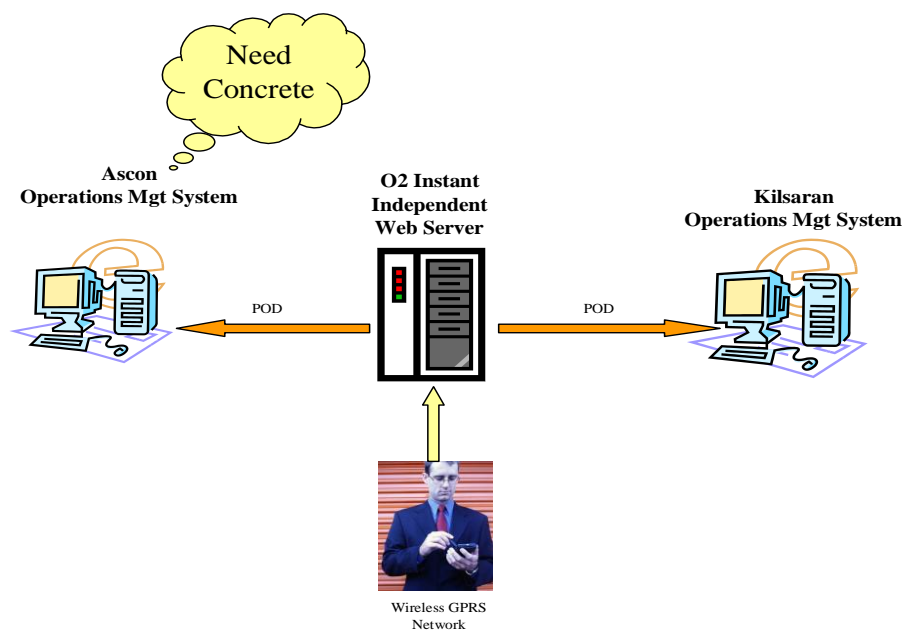 Need
Concrete
Ascon
Operations Mgt System
O2 Instant
Independent
Web Server
Kilsaran
Operations Mgt System
POD
POD
Wireless GPRS
Network